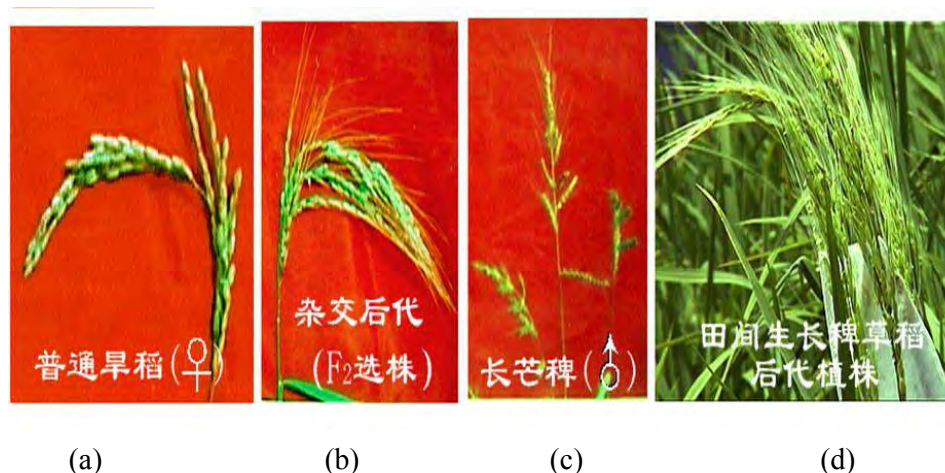 普通旱稻(♀)
杂交后代
(F₂选株)
长芒稗(♂)
田间生长稗草稻
后代植株
(a) (b) (c) (d)